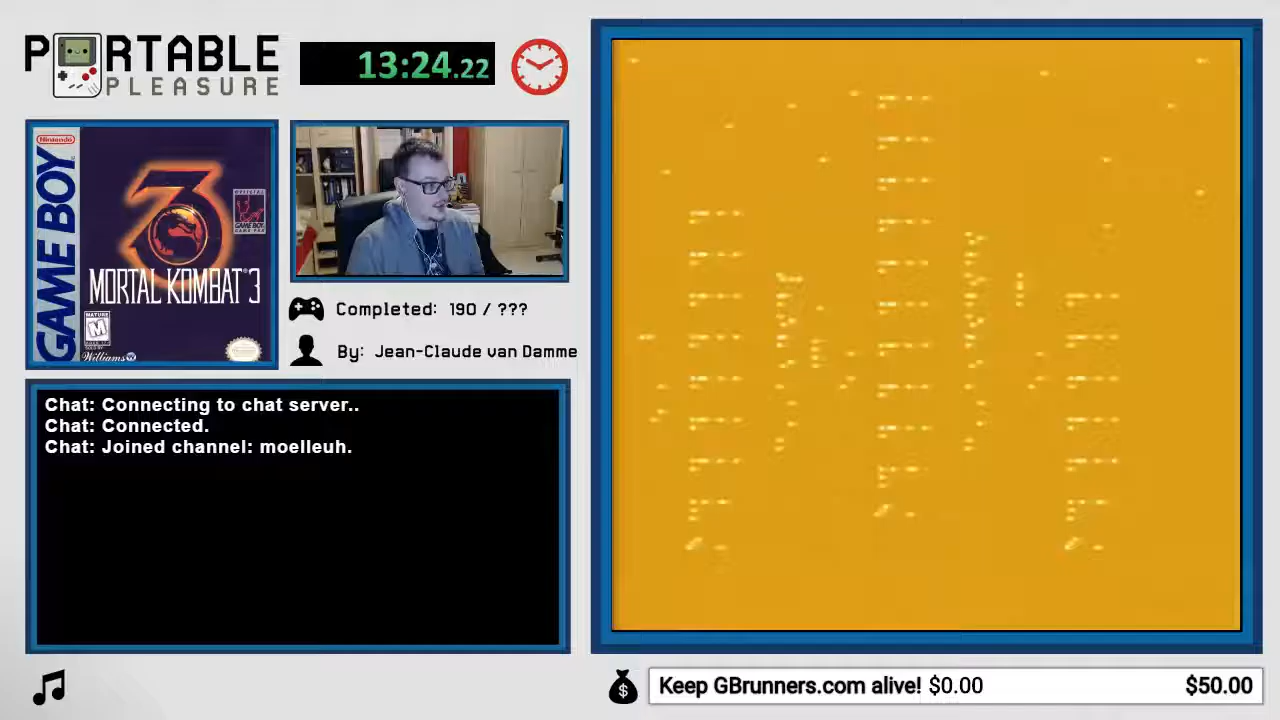 PORTABLE
PLEASURE
13:24.22
Nintendo
GAME BOY
3
OFFICIAL
MORTAL KOMBAT 3
MATURE
M
Williams
Completed: 190 / ???
By: Jean-Claude van Damme
Chat: Connecting to chat server..
Chat: Connected.
Chat: Joined channel: moelleuh.
Keep GBrunners.com alive! $0.00
$50.00